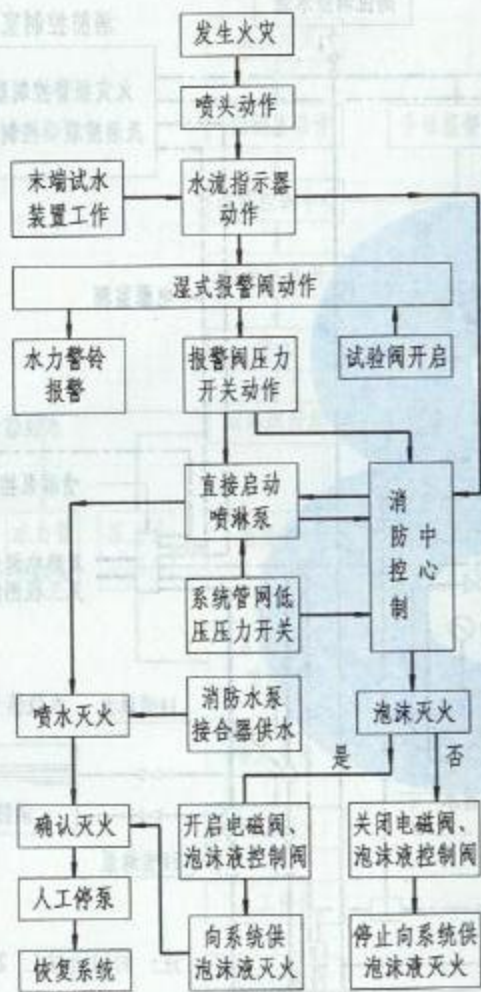 发生火灾
喷头动作
末端试水
装置工作
水流指示器
动作
湿式报警阀动作
水力警铃
报警
报警阀压力
开关动作
试验阀开启
直接启动
喷淋泵
消防控制
中心
系统管网低
压压力开关
喷水灭火
消防水泵
接合器供水
泡沫灭火
是
否
确认灭火
开启电磁阀、
泡沫液控制阀
关闭电磁阀、
泡沫液控制阀
人工停泵
向系统供
泡沫液灭火
停止向系统供
泡沫液灭火
恢复系统